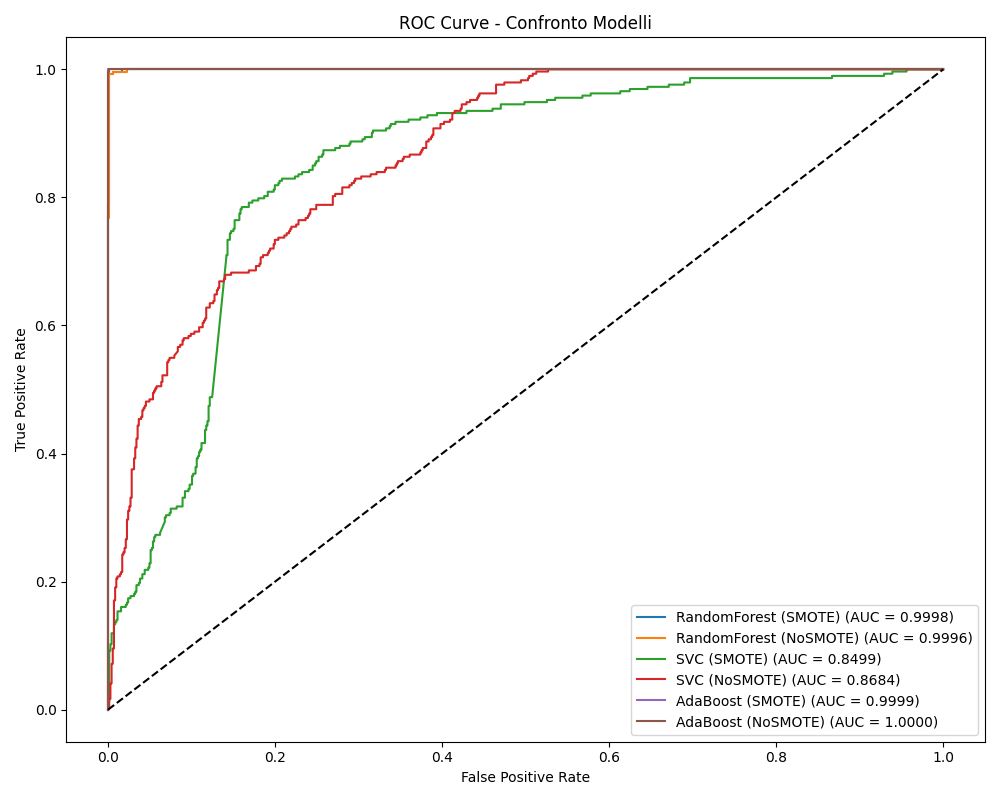 ROC Curve - Confronto Modelli
True Positive Rate
1.0
0.8
0.6
0.4
0.2
0.0
RandomForest (SMOTE) (AUC = 0.9998)
RandomForest (NoSMOTE) (AUC = 0.9996)
SVC (SMOTE) (AUC = 0.8499)
SVC (NoSMOTE) (AUC = 0.8684)
AdaBoost (SMOTE) (AUC = 0.9999)
AdaBoost (NoSMOTE) (AUC = 1.0000)
0.0 0.2 0.4 0.6 0.8 1.0
False Positive Rate